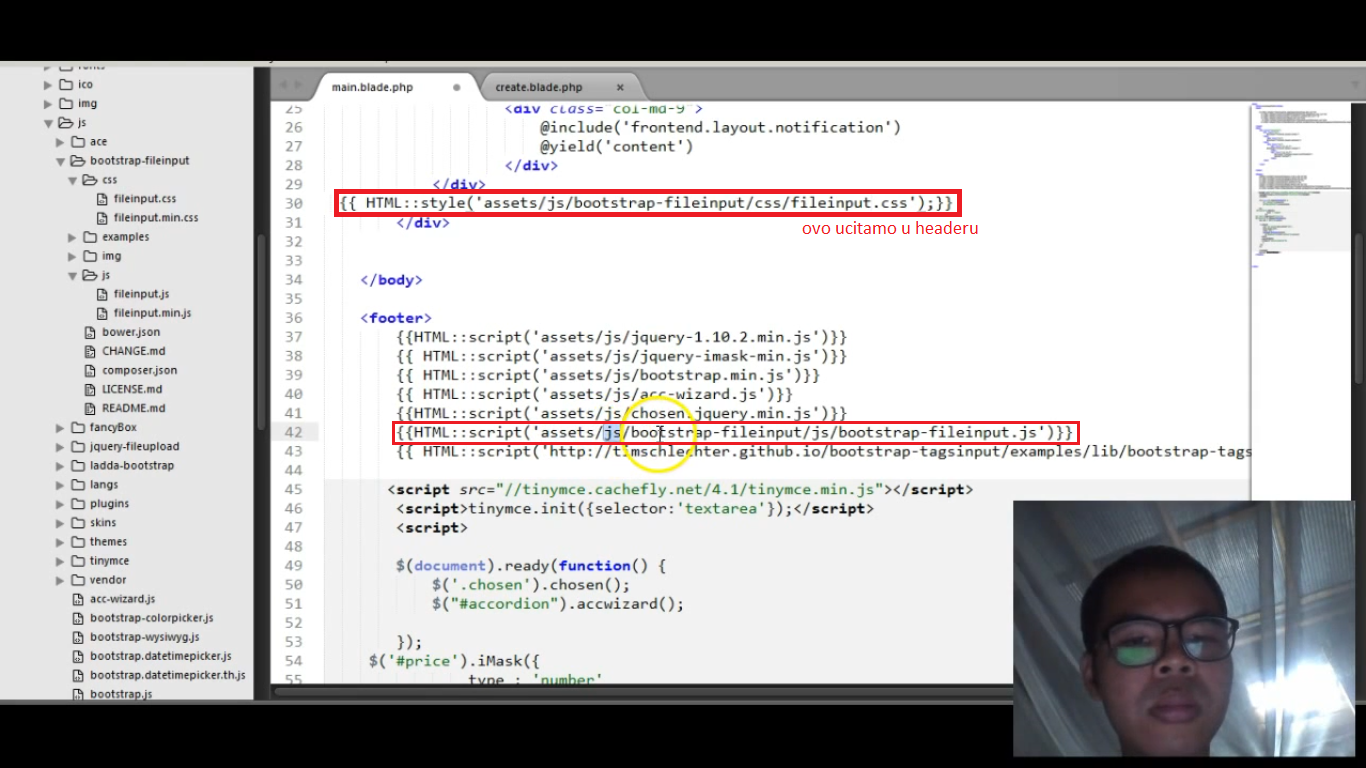 fonts
ico
img
js
ace
bootstrap-fileinput
css
fileinput.css
fileinput.min.css
examples
img
js
fileinput.js
fileinput.min.js
bower.json
CHANGE.md
composer.json
LICENSE.md
README.md
fancyBox
jquery-fileupload
ladda-bootstrap
langs
plugins
skins
themes
tinymce
vendor
acc-wizard.js
bootstrap-colorpicker.js
bootstrap-wysiwyg.js
bootstrap.datetimepicker.js
bootstrap.datetimepicker.th.js
bootstrap.js
main.blade.php
create.blade.php
25 <div class="col-md-9">
26 @include('frontend.layout.notification')
27 @yield('content')
28 </div>
29 </div>
30 {{ HTML::style('assets/js/bootstrap-fileinput/css/fileinput.css');}}
31 </div>
ovo ucitamo u headeru
32
33
34 </body>
35
36 <footer>
37 {{HTML::script('assets/js/jquery-1.10.2.min.js')}}
38 {{ HTML::script('assets/js/jquery-imask-min.js')}}
39 {{ HTML::script('assets/js/bootstrap.min.js')}}
40 {{ HTML::script('assets/js/acc-wizard.js')}}
41 {{HTML::script('assets/js/chosen.jquery.min.js')}}
42 {{HTML::script('assets/js/bootstrap-fileinput/js/bootstrap-fileinput.js')}}
43 {{ HTML::script('http://timschlechter.github.io/bootstrap-tagsinput/examples/lib/bootstrap-tags
44
45 <script src="//tinymce.cachefly.net/4.1/tinymce.min.js"></script>
46 <script>tinymce.init({selector:'textarea'});</script>
47 <script>
48
49 $(document).ready(function() {
50 $('.chosen').chosen();
51 $("#accordion").accwizard();
52
53 });
54 $('#price').iMask({
55 type : 'number'